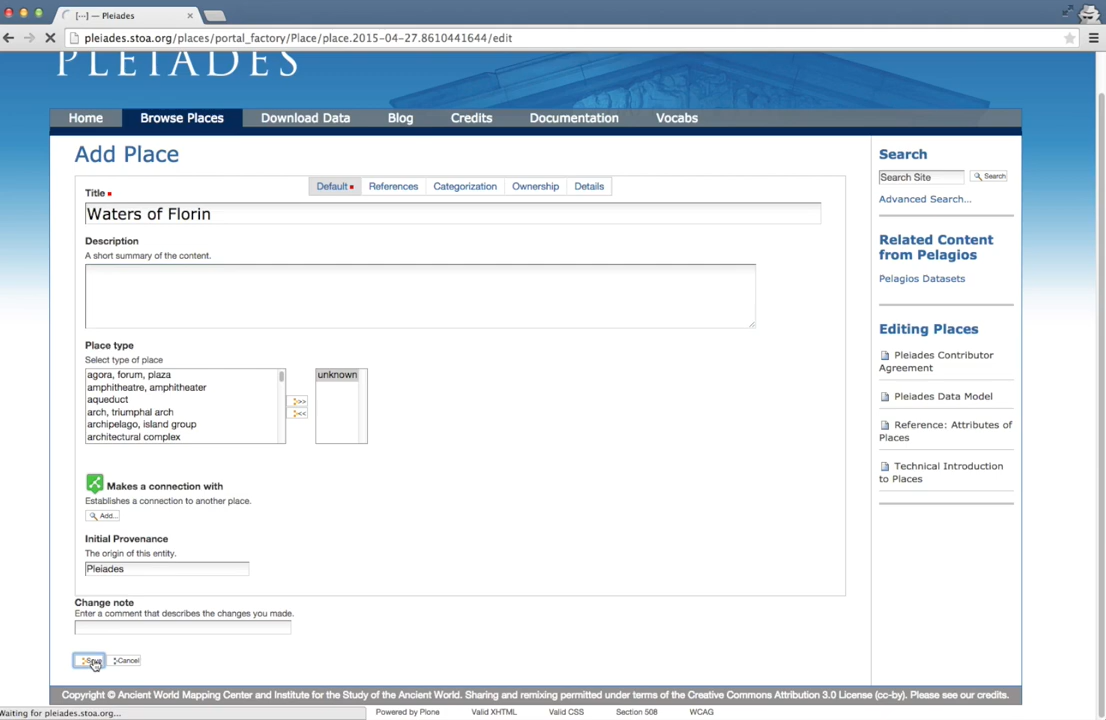 [...] — Pleiades
pleiades.stoa.org/places/portal_factory/Place/place.2015-04-27.8610441644/edit
PLEIADES
Home Browse Places Download Data Blog Credits Documentation Vocabs
Add Place
Default References Categorization Ownership Details
Title
Waters of Florin
Description
A short summary of the content.
Place type
Select type of place
agora, forum, plaza
amphitheatre, amphitheater
aqueduct
arch, triumphal arch
archipelago, island group
architectural complex
>>
<<
unknown
Makes a connection with
Establishes a connection to another place.
Add...
Initial Provenance
The origin of this entity.
Pleiades
Change note
Enter a comment that describes the changes you made.
Save Cancel
Search
Search Site Search
Advanced Search...
Related Content
from Pelagios
Pelagios Datasets
Editing Places
Pleiades Contributor
Agreement
Pleiades Data Model
Reference: Attributes of
Places
Technical Introduction
to Places
Copyright © Ancient World Mapping Center and Institute for the Study of the Ancient World. Sharing and remixing permitted under terms of the Creative Commons Attribution 3.0 License (cc-by). Please see our credits.
Waiting for pleiades.stoa.org...
Powered by Plone Valid XHTML Valid CSS Section 508 WCAG